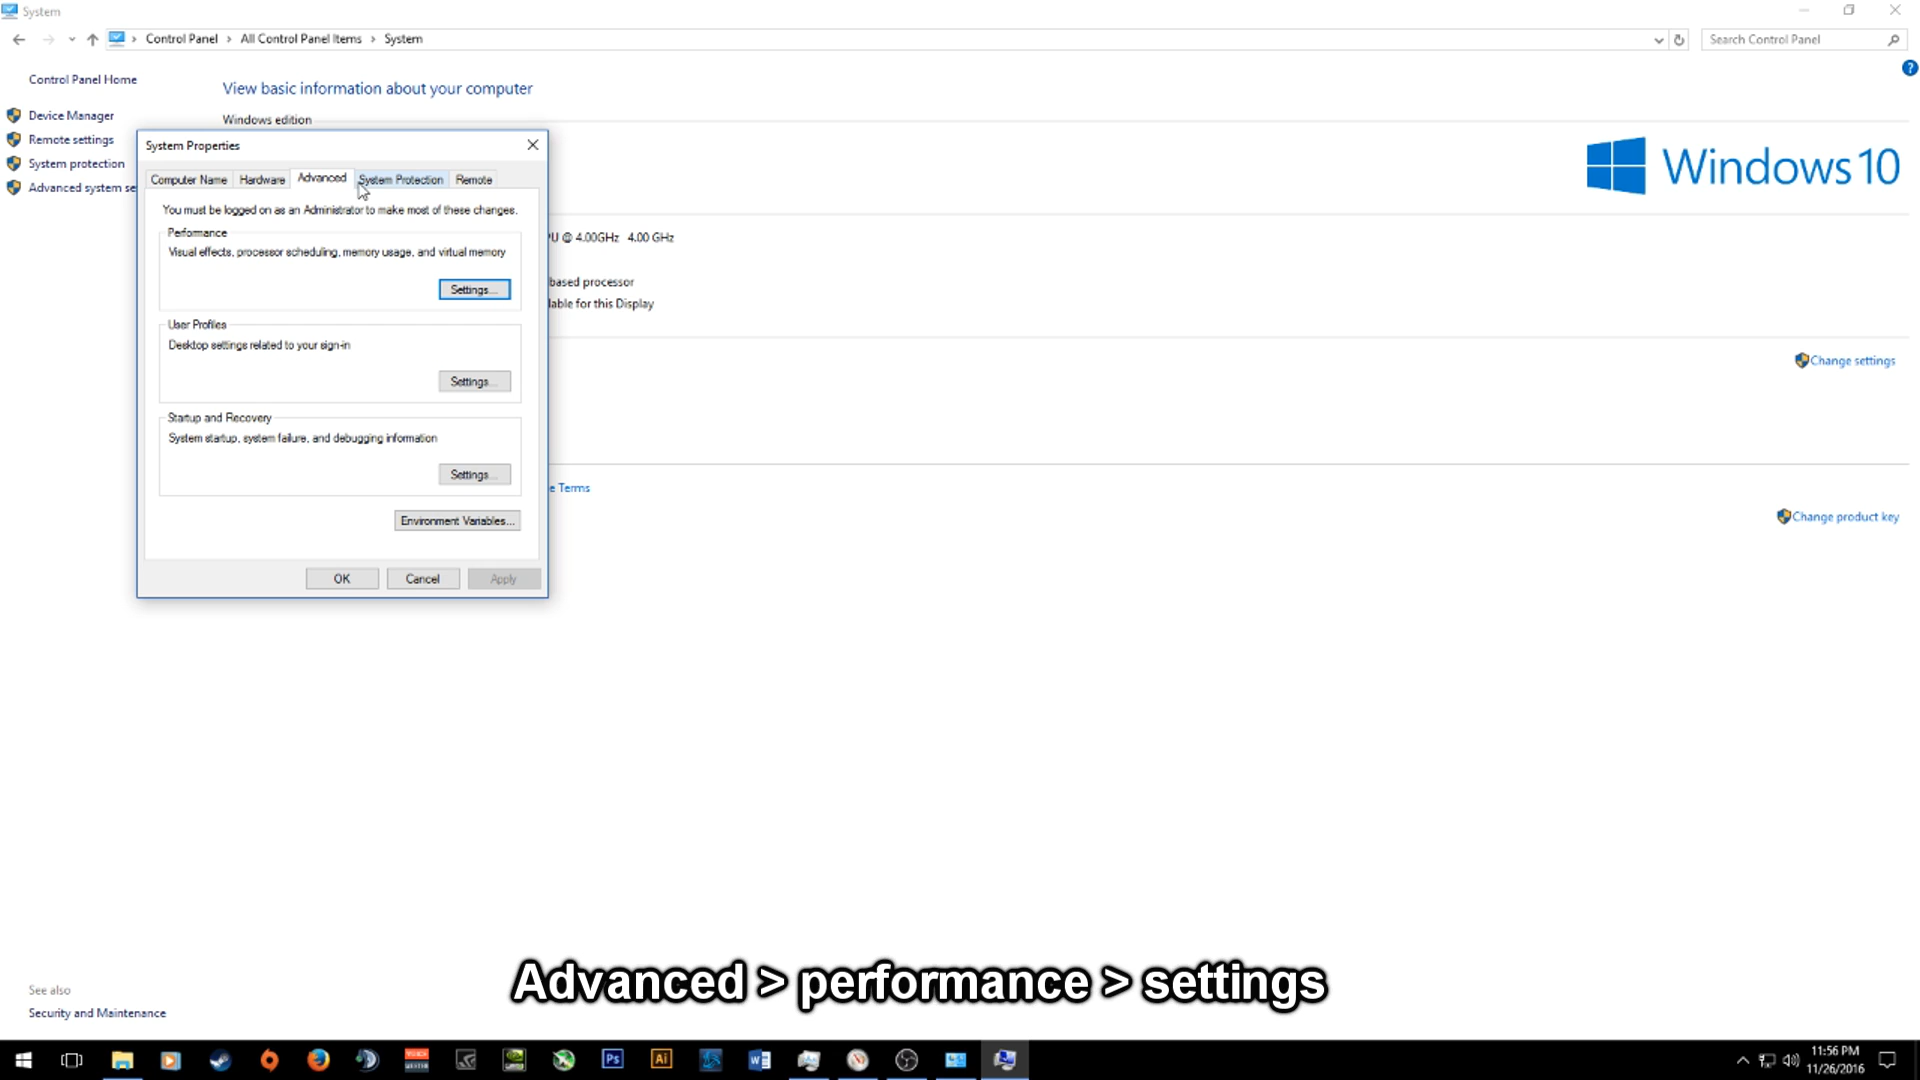 System
Control Panel > All Control Panel Items > System
Search Control Panel
Control Panel Home
View basic information about your computer
Device Manager
Windows edition
Remote settings
System protection
Advanced system se
System Properties
Computer Name Hardware Advanced System Protection Remote
You must be logged on as an Administrator to make most of these changes.
Performance
Visual effects, processor scheduling, memory usage, and virtual memory
Settings...
User Profiles
Desktop settings related to your sign-in
Settings...
Startup and Recovery
System startup, system failure, and debugging information
Settings...
Environment Variables...
OK Cancel Apply
Windows 10
PU @ 4.00GHz 4.00 GHz
based processor
lable for this Display
Change settings
e Terms
Change product key
Advanced > performance > settings
See also
Security and Maintenance
Ps Ai
11:56 PM
11/26/2016